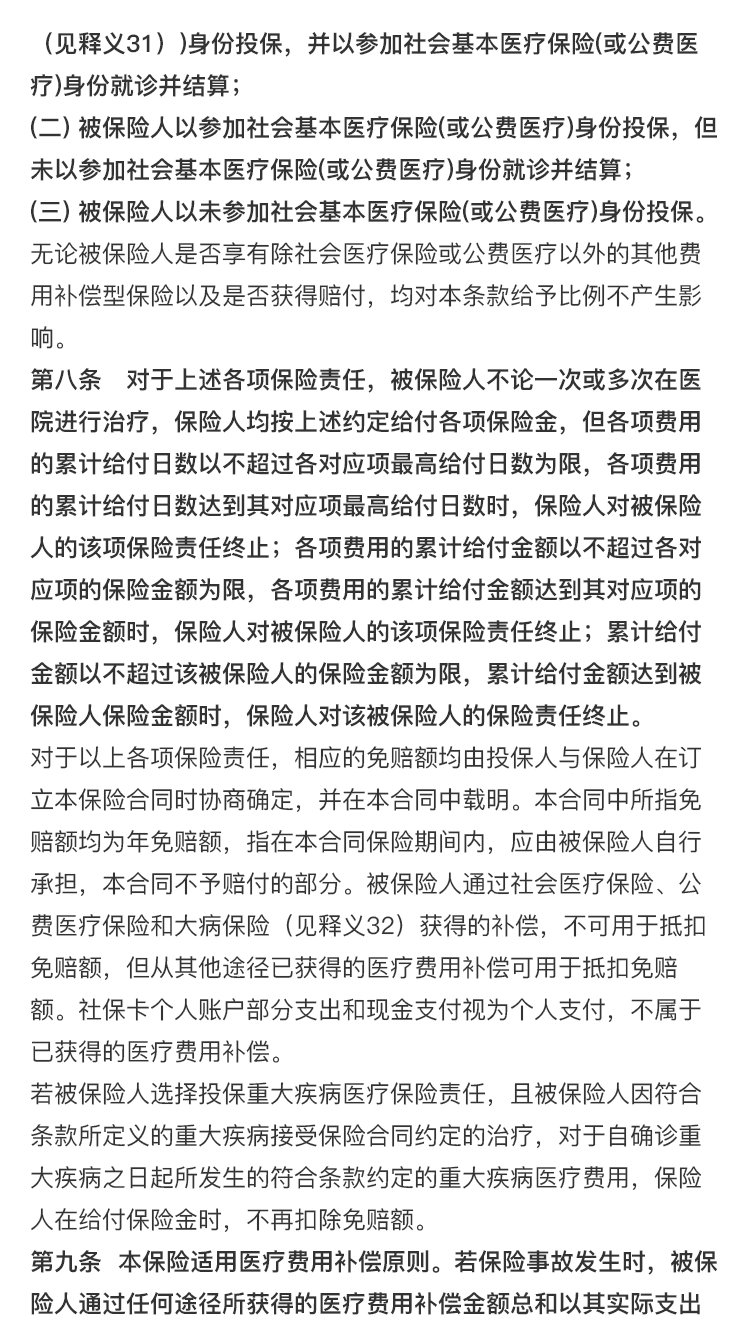 （见释义31）)身份投保，并以参加社会基本医疗保险(或公费医
疗)身份就诊并结算；
(二) 被保险人以参加社会基本医疗保险(或公费医疗)身份投保，但
未以参加社会基本医疗保险(或公费医疗)身份就诊并结算；
(三) 被保险人以未参加社会基本医疗保险(或公费医疗)身份投保。
无论被保险人是否享有除社会医疗保险或公费医疗以外的其他费
用补偿型保险以及是否获得赔付，均对本条款给予比例不产生影
响。
第八条　对于上述各项保险责任，被保险人不论一次或多次在医
院进行治疗，保险人均按上述约定给付各项保险金，但各项费用
的累计给付日数以不超过各对应项最高给付日数为限，各项费用
的累计给付日数达到其对应项最高给付日数时，保险人对被保险
人的该项保险责任终止；各项费用的累计给付金额以不超过各对
应项的保险金额为限，各项费用的累计给付金额达到其对应项的
保险金额时，保险人对被保险人的该项保险责任终止；累计给付
金额以不超过该被保险人的保险金额为限，累计给付金额达到被
保险人保险金额时，保险人对该被保险人的保险责任终止。
对于以上各项保险责任，相应的免赔额均由投保人与保险人在订
立本保险合同时协商确定，并在本合同中载明。本合同中所指免
赔额均为年免赔额，指在本合同保险期间内，应由被保险人自行
承担，本合同不予赔付的部分。被保险人通过社会医疗保险、公
费医疗保险和大病保险（见释义32）获得的补偿，不可用于抵扣
免赔额，但从其他途径已获得的医疗费用补偿可用于抵扣免赔
额。社保卡个人账户部分支出和现金支付视为个人支付，不属于
已获得的医疗费用补偿。
若被保险人选择投保重大疾病医疗保险责任，且被保险人因符合
条款所定义的重大疾病接受保险合同约定的治疗，对于自确诊重
大疾病之日起所发生的符合条款约定的重大疾病医疗费用，保险
人在给付保险金时，不再扣除免赔额。
第九条  本保险适用医疗费用补偿原则。若保险事故发生时，被保
险人通过任何途径所获得的医疗费用补偿金额总和以其实际支出